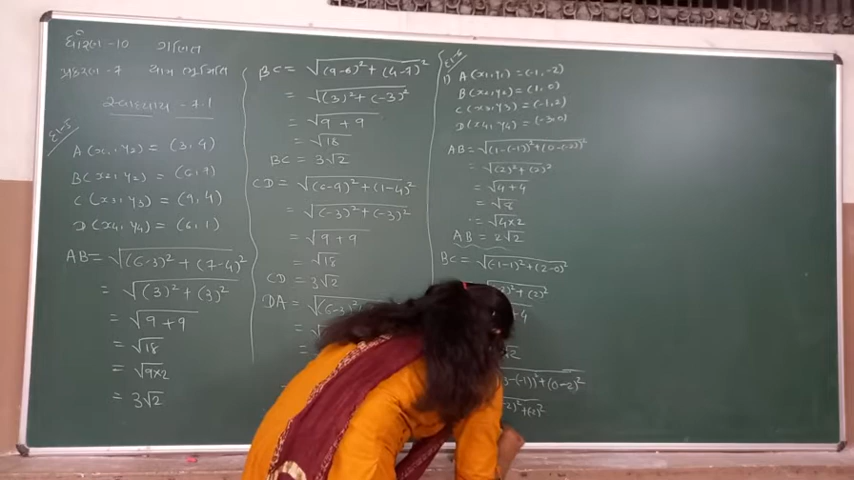 ધોરણ-10 ગણિત
પ્રકરણ-7 યામ ભૂમિતિ
સ્વાધ્યાય-7.1
દા-5
A(x1,y1) = (3,4)
B(x2,y2) = (6,7)
C(x3,y3) = (9,4)
D(x4,y4) = (6,1)
AB = √(6-3)²+(7-4)²
= √(3)²+(3)²
= √9+9
= √18
= √9×2
= 3√2
BC = √(9-6)²+(4-7)²
= √(3)²+(-3)²
= √9+9
= √18
BC = 3√2
CD = √(6-9)²+(1-4)²
= √(-3)²+(-3)²
= √9+9
= √18
CD = 3√2
DA = √(6-3)²
દા-6
A(x1,y1) = (-1,-2)
B(x2,y2) = (1,0)
C(x3,y3) = (-1,2)
D(x4,y4) = (-3,0)
AB = √(1-(-1))²+(0-(-2))²
= √(2)²+(2)²
= √4+4
= √8
= √4×2
AB = 2√2
BC = √(-1-1)²+(2-0)²
2)²+(2)²
-4
√2
3-(-1))²+(0-2)²
-2)²+(-2)²